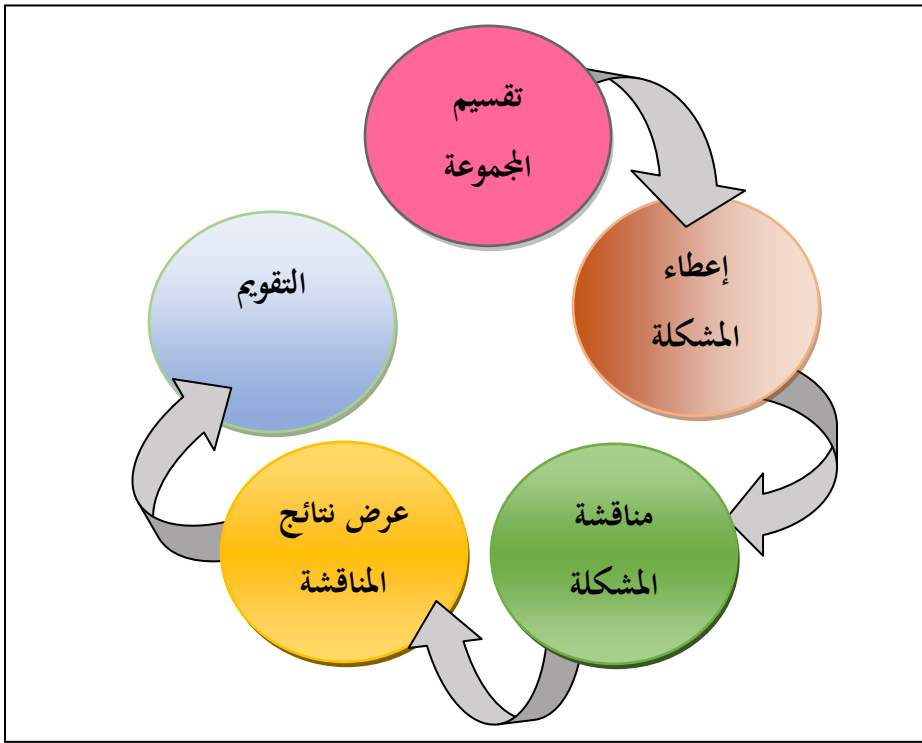 تقسيم
المجموعة
إعطاء
المشكلة
مناقشة
المشكلة
عرض نتائج
المناقشة
التقويم